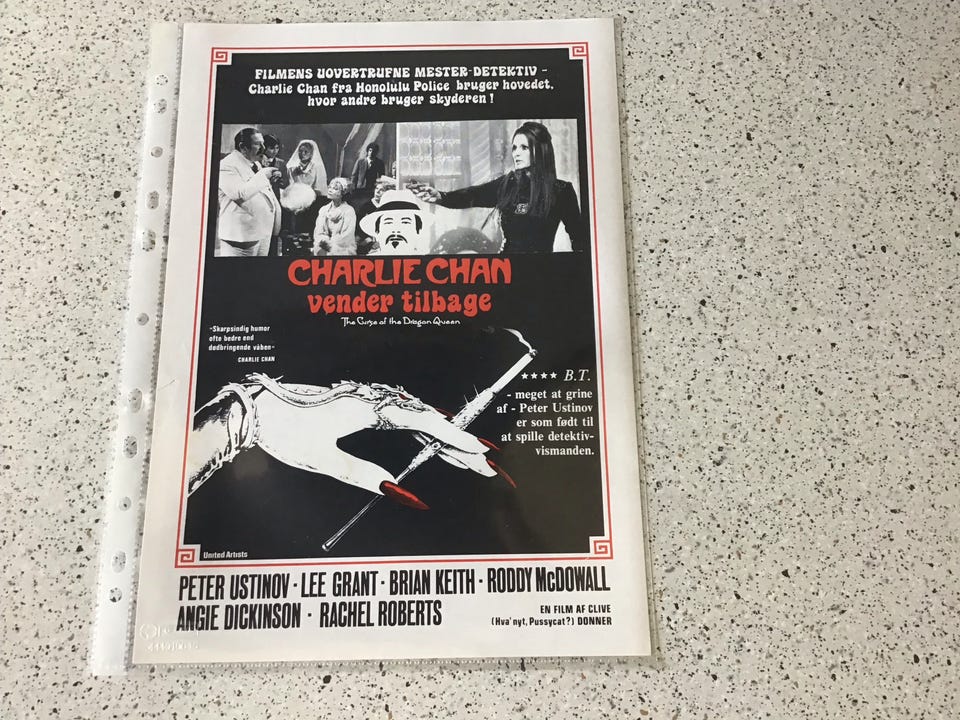 FILMENS UOVERTRUFNE MESTER-DETEKTIV -
Charlie Chan fra Honolulu Police bruger hovedet,
hvor andre bruger skyderen!
CHARLIE CHAN
vender tilbage
The Curse of the Dragon Queen
-Skarpsindig humor
ofte bedre end
dødbringende våben-
CHARLIE CHAN
★★★★ B.T.
- meget at grine
af - Peter Ustinov
er som født til
at spille detektiv-
vismanden.
United Artists
PETER USTINOV · LEE GRANT · BRIAN KEITH · RODDY McDOWALL
ANGIE DICKINSON · RACHEL ROBERTS
EN FILM AF CLIVE
(Hva' nyt, Pussycat?) DONNER